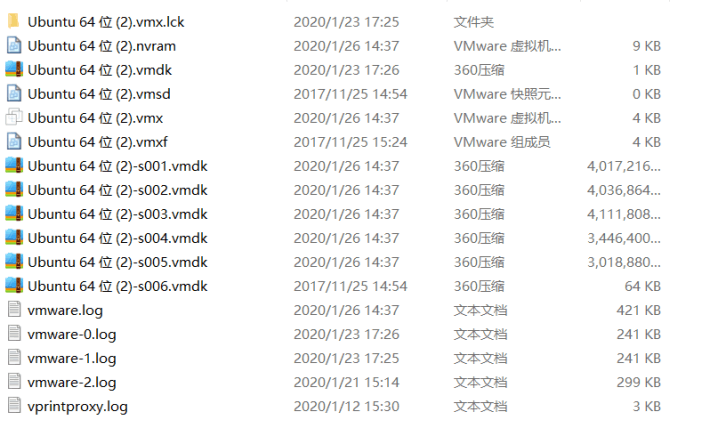 Ubuntu 64 位 (2).vmx.lck 2020/1/23 17:25 文件夹
Ubuntu 64 位 (2).nvram 2020/1/26 14:37 VMware 虚拟机... 9 KB
Ubuntu 64 位 (2).vmdk 2020/1/23 17:26 360压缩 1 KB
Ubuntu 64 位 (2).vmsd 2017/11/25 14:54 VMware 快照元... 0 KB
Ubuntu 64 位 (2).vmx 2020/1/26 14:37 VMware 虚拟机... 4 KB
Ubuntu 64 位 (2).vmxf 2017/11/25 15:24 VMware 组成员 4 KB
Ubuntu 64 位 (2)-s001.vmdk 2020/1/26 14:37 360压缩 4,017,216...
Ubuntu 64 位 (2)-s002.vmdk 2020/1/26 14:37 360压缩 4,036,864...
Ubuntu 64 位 (2)-s003.vmdk 2020/1/26 14:37 360压缩 4,111,808...
Ubuntu 64 位 (2)-s004.vmdk 2020/1/26 14:37 360压缩 3,446,400...
Ubuntu 64 位 (2)-s005.vmdk 2020/1/26 14:37 360压缩 3,018,880...
Ubuntu 64 位 (2)-s006.vmdk 2017/11/25 14:54 360压缩 64 KB
vmware.log 2020/1/26 14:37 文本文档 421 KB
vmware-0.log 2020/1/23 17:26 文本文档 241 KB
vmware-1.log 2020/1/23 17:25 文本文档 241 KB
vmware-2.log 2020/1/21 15:14 文本文档 299 KB
vprintproxy.log 2020/1/12 15:30 文本文档 3 KB